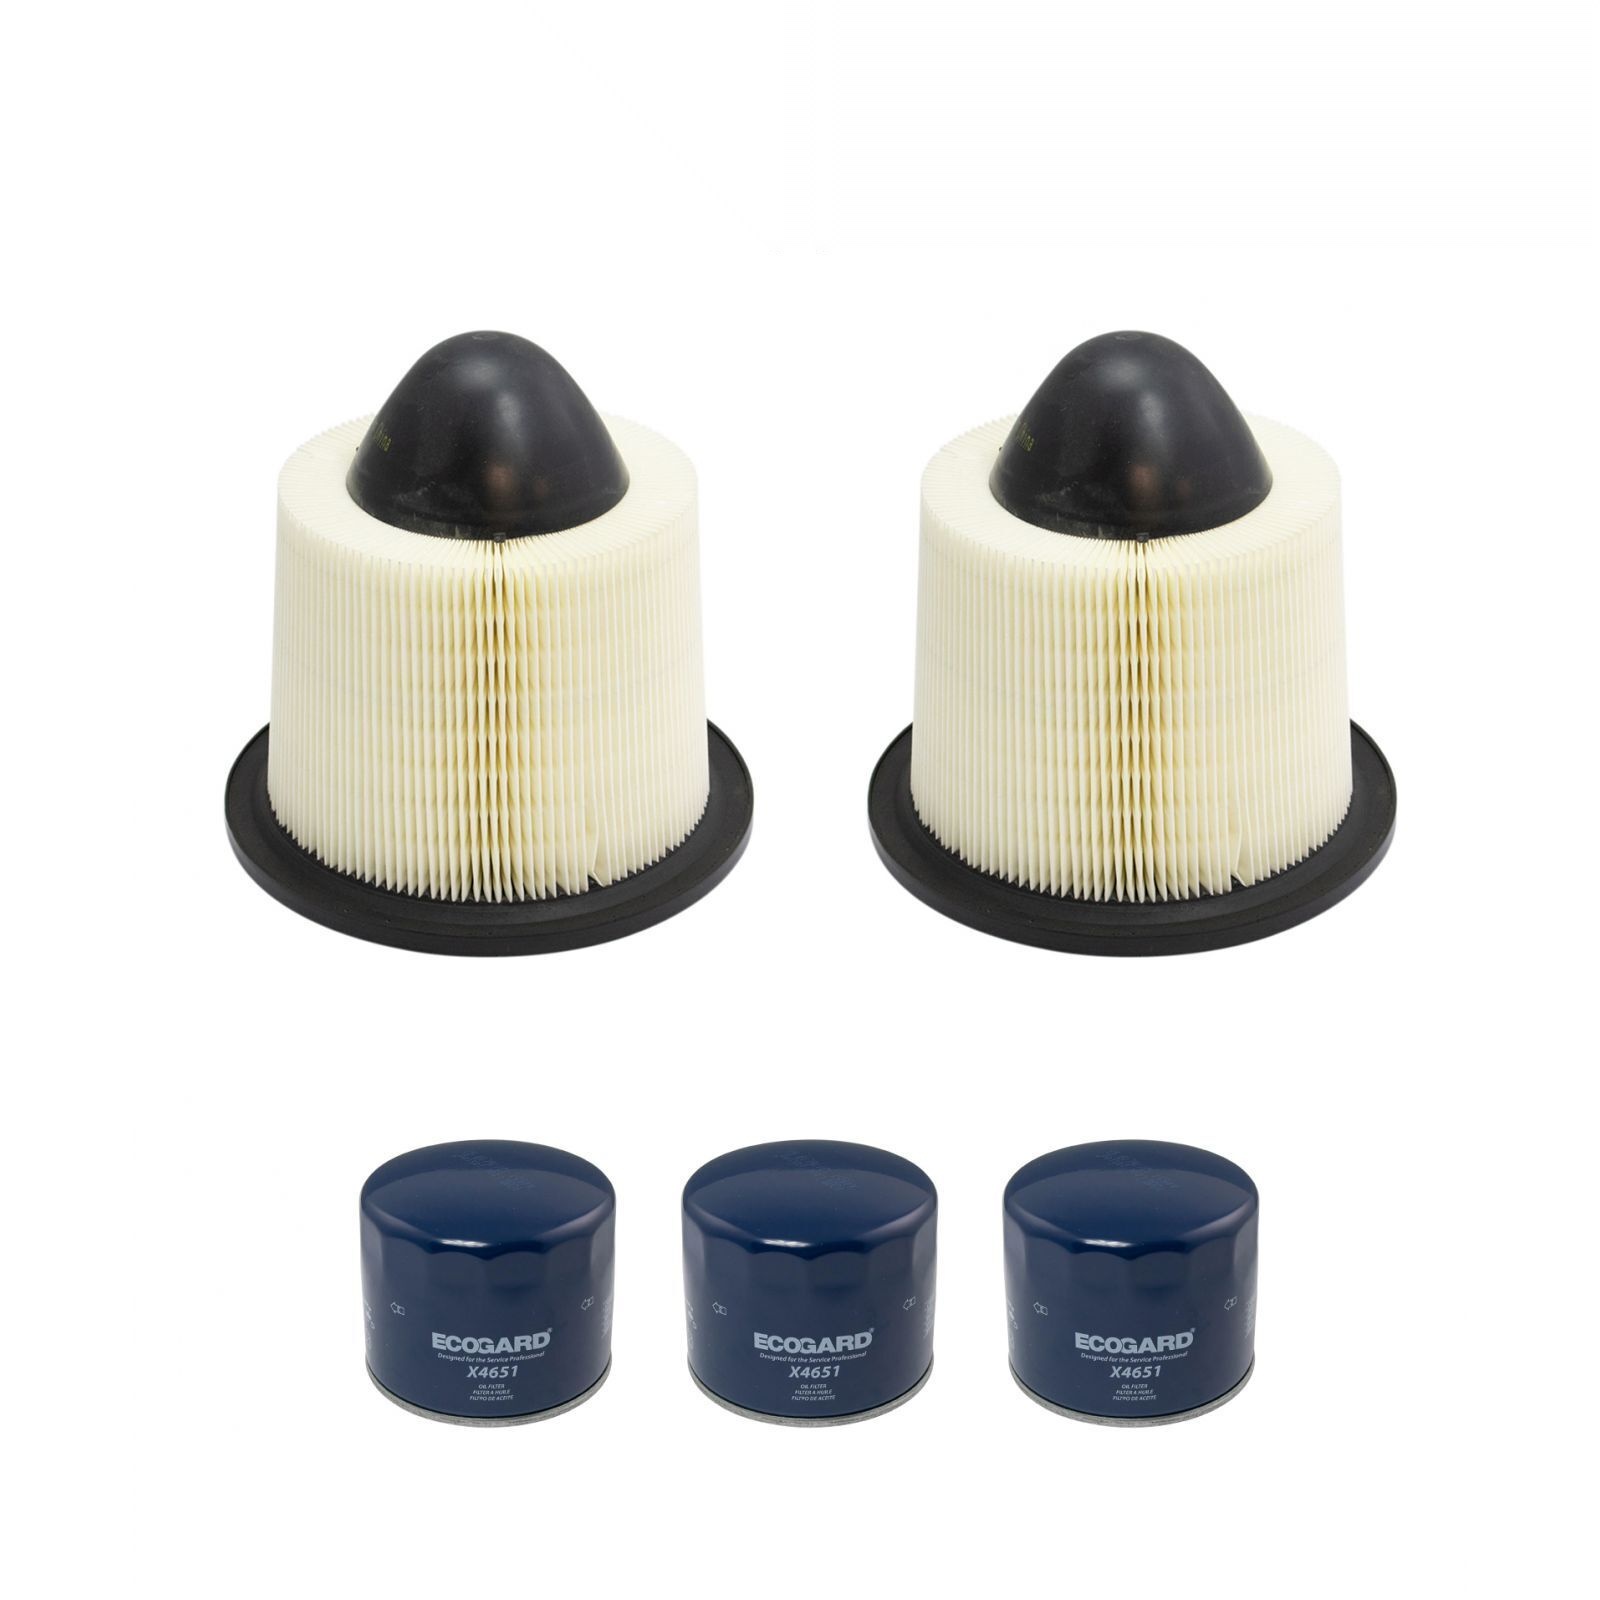 China
China
ECOGARD®
Designed for the Service Professional
X4651
OIL FILTER
FILTRE A HUILE
FILTRO DE ACEITE
ECOGARD®
Designed for the Service Professional
X4651
OIL FILTER
FILTRE A HUILE
FILTRO DE ACEITE
ECOGARD®
Designed for the Service Professional
X4651
OIL FILTER
FILTRE A HUILE
FILTRO DE ACEITE